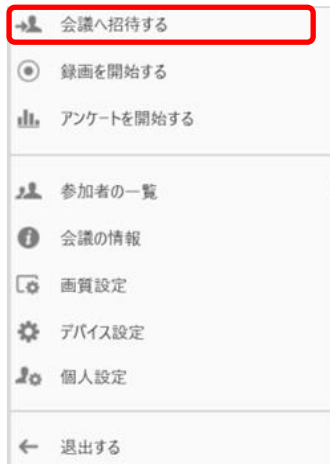 会議へ招待する
録画を開始する
アンケートを開始する
参加者の一覧
会議の情報
画質設定
デバイス設定
個人設定
退出する